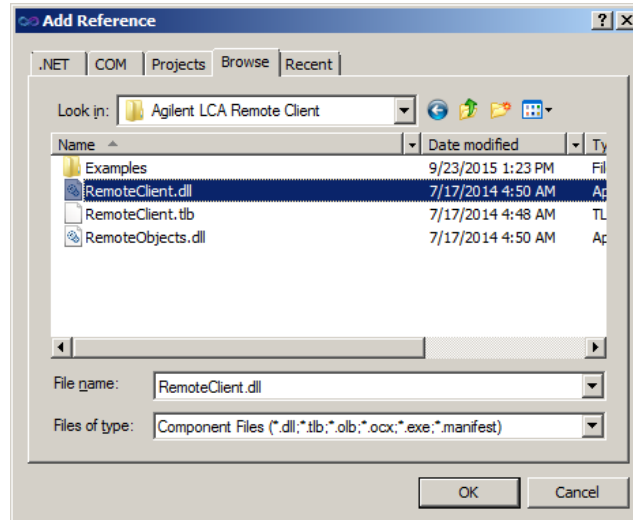 Add Reference
.NET COM Projects Browse Recent
Look in: Agilent LCA Remote Client
Name Date modified Ty
Examples 9/23/2015 1:23 PM Fil
RemoteClient.dll 7/17/2014 4:50 AM Ap
RemoteClient.tlb 7/17/2014 4:48 AM TL
RemoteObjects.dll 7/17/2014 4:50 AM Ap
File name: RemoteClient.dll
Files of type: Component Files (*.dll;*.tlb;*.olb;*.ocx;*.exe;*.manifest)
OK Cancel